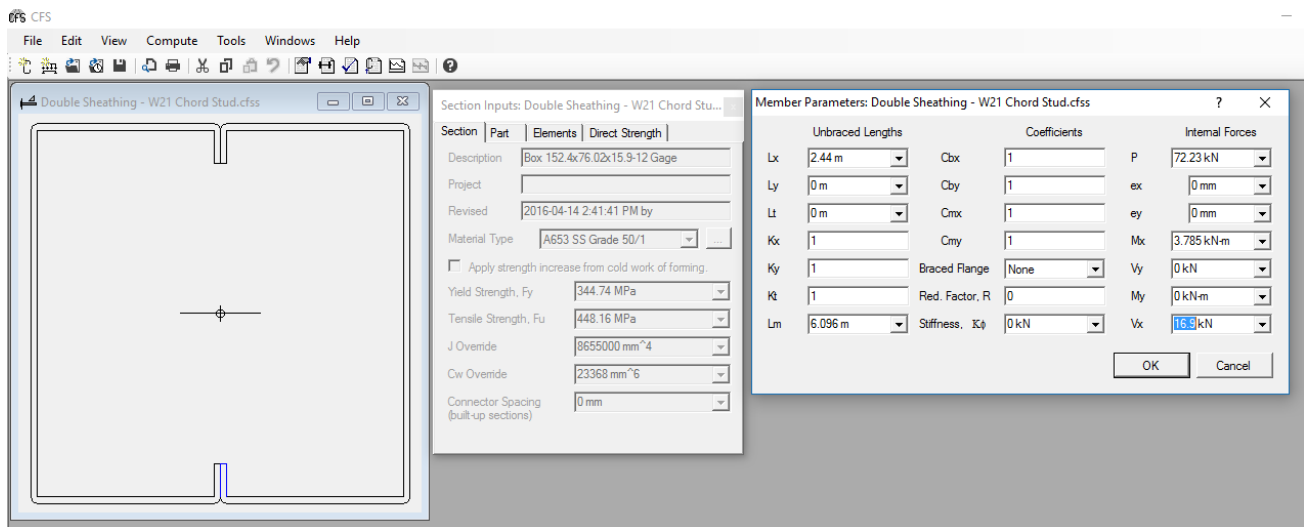 CFS CFS
File Edit View Compute Tools Windows Help
Double Sheathing - W21 Chord Stud.cfss
Section Inputs: Double Sheathing - W21 Chord Stu...
Section Part Elements Direct Strength
Description Box 152.4x76.02x15.9-12 Gage
Project
Revised 2016-04-14 2:41:41 PM by
Material Type A653 SS Grade 50/1 ...
Apply strength increase from cold work of forming.
Yield Strength, Fy 344.74 MPa
Tensile Strength, Fu 448.16 MPa
J Override 8655000 mm^4
Cw Override 23368 mm^6
Connector Spacing 0 mm
(built-up sections)
Member Parameters: Double Sheathing - W21 Chord Stud.cfss ?
Unbraced Lengths Coefficients Internal Forces
Lx 2.44 m Cbx 1 P 72.23 kN
Ly 0 m Cby 1 ex 0 mm
Lt 0 m Cmx 1 ey 0 mm
Kx 1 Cmy 1 Mx 3.785 kN-m
Ky 1 Braced Flange None Vy 0 kN
Kt 1 Red. Factor, R 0 My 0 kN-m
Lm 6.096 m Stiffness, Kϕ 0 kN Vx 16.9 kN
OK Cancel